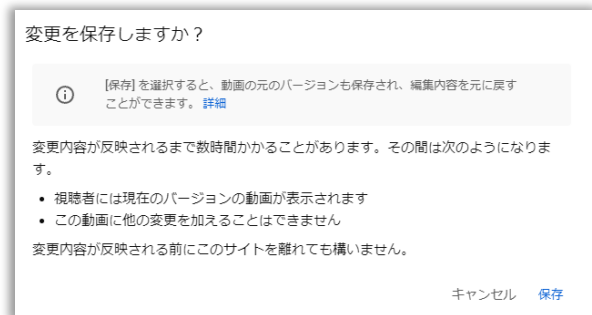 変更を保存しますか？
[保存] を選択すると、動画の元のバージョンも保存され、編集内容を元に戻す
ことができます。 詳細
変更内容が反映されるまで数時間かかることがあります。その間は次のようになりま
す。
• 視聴者には現在のバージョンの動画が表示されます
• この動画に他の変更を加えることはできません
変更内容が反映される前にこのサイトを離れても構いません。
キャンセル 保存